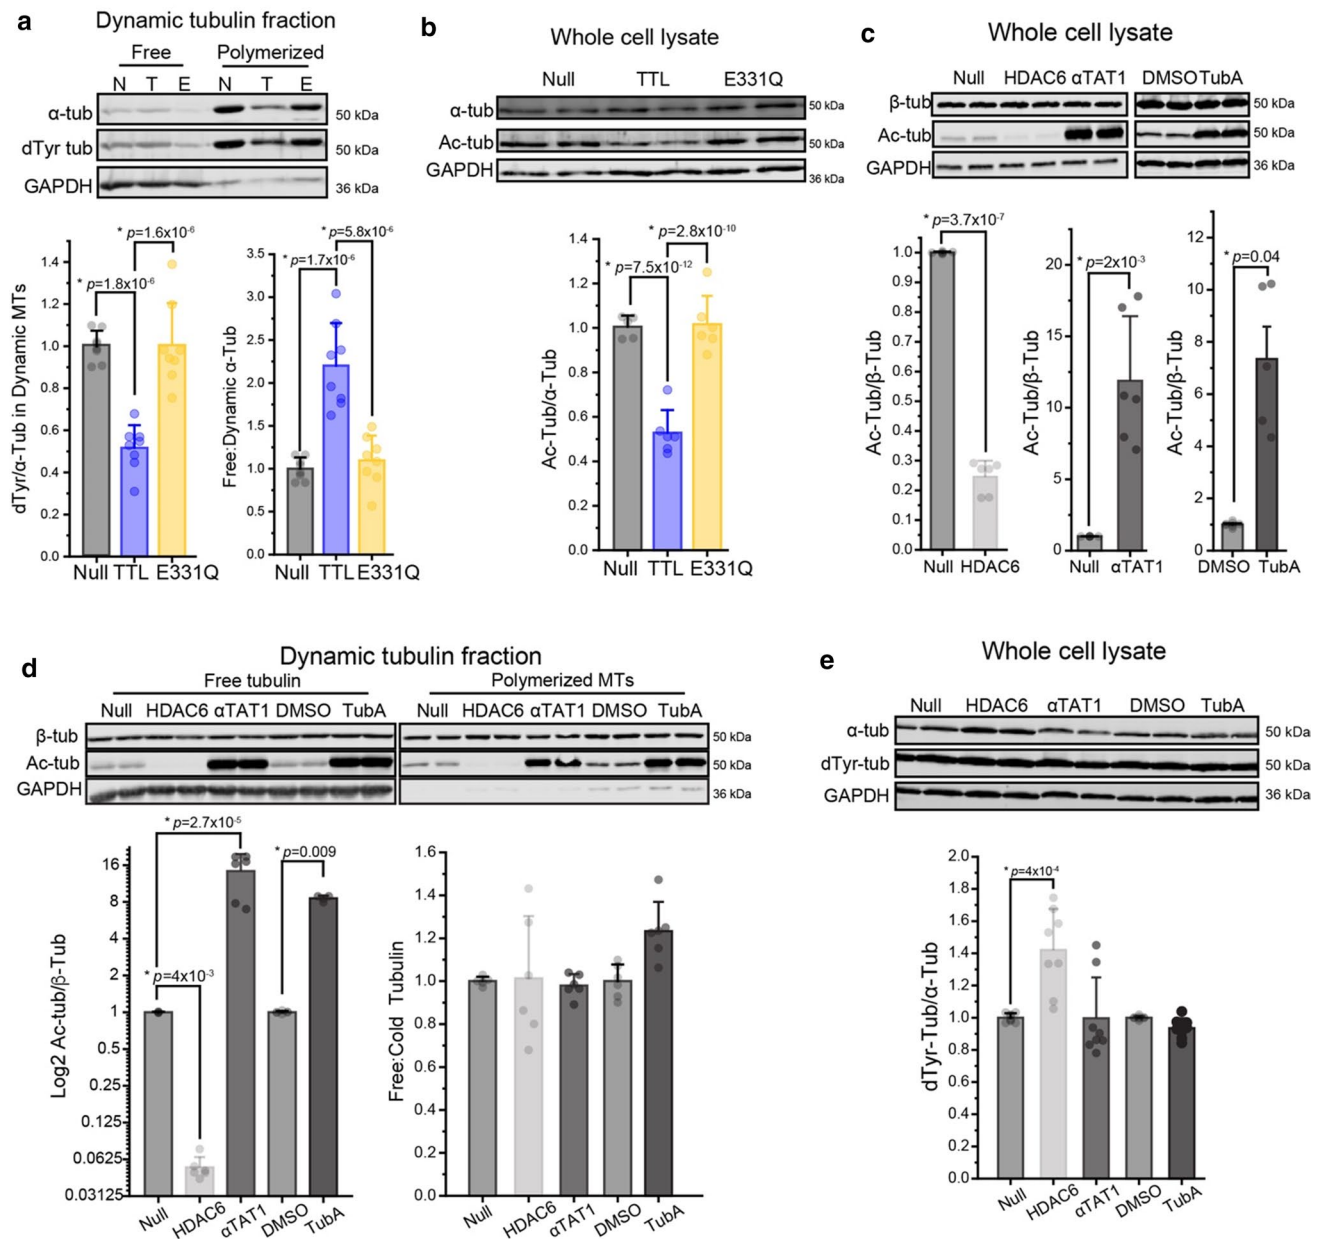 a
Dynamic tubulin fraction
Free Polymerized
N T E N T E
α-tub 50 kDa
dTyr tub 50 kDa
GAPDH 36 kDa
* p=1.6x10-6
* p=1.8x10-6
dTyr/α-Tub in Dynamic MTs
1.4
1.2
1.0
0.8
0.6
0.4
0.2
0.0
Null TTL E331Q
* p=5.8x10-6
* p=1.7x10-6
Free:Dynamic α-Tub
3.5
3.0
2.5
2.0
1.5
1.0
0.5
0.0
Null TTL E331Q
b
Whole cell lysate
Null TTL E331Q
α-tub 50 kDa
Ac-tub 50 kDa
GAPDH 36 kDa
* p=2.8x10-10
* p=7.5x10-12
Ac-Tub/α-Tub
1.4
1.2
1.0
0.8
0.6
0.4
0.2
0.0
Null TTL E331Q
c
Whole cell lysate
Null HDAC6 αTAT1 DMSO TubA
β-tub 50 kDa
Ac-tub 50 kDa
GAPDH 36 kDa
* p=3.7x10-7
Ac-Tub/β-Tub
1.0
0.9
0.8
0.7
0.6
0.5
0.4
0.3
0.2
0.1
0.0
Null HDAC6
* p=2x10-3
Ac-Tub/β-Tub
20
15
10
5
0
Null αTAT1
* p=0.04
Ac-Tub/β-Tub
12
10
8
6
4
2
0
DMSO TubA
d
Dynamic tubulin fraction
Free tubulin Polymerized MTs
Null HDAC6 αTAT1 DMSO TubA Null HDAC6 αTAT1 DMSO TubA
β-tub 50 kDa
Ac-tub 50 kDa
GAPDH 36 kDa
* p=2.7x10-5
* p=0.009
* p=4x10-3
Log2 Ac-tub/β-Tub
16
8
4
2
1
0.5
0.25
0.125
0.0625
0.03125
Null HDAC6 αTAT1 DMSO TubA
Free:Cold Tubulin
1.6
1.4
1.2
1.0
0.8
0.6
0.4
0.2
0.0
Null HDAC6 αTAT1 DMSO TubA
e
Whole cell lysate
Null HDAC6 αTAT1 DMSO TubA
α-tub 50 kDa
dTyr-tub 50 kDa
GAPDH 36 kDa
* p=4x10-4
dTyr-Tub/α-Tub
2.0
1.8
1.6
1.4
1.2
1.0
0.8
0.6
0.4
0.2
0.0
Null HDAC6 αTAT1 DMSO TubA